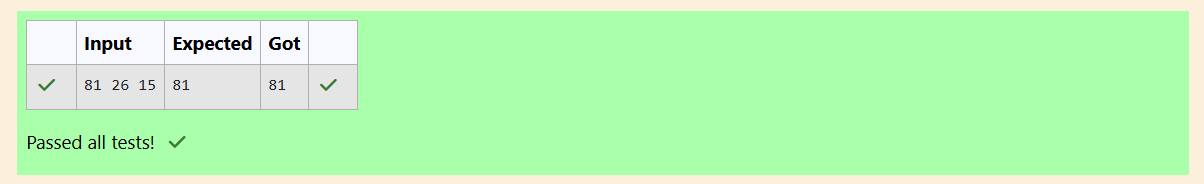 Input Expected Got
81 26 15 81 81
Passed all tests!